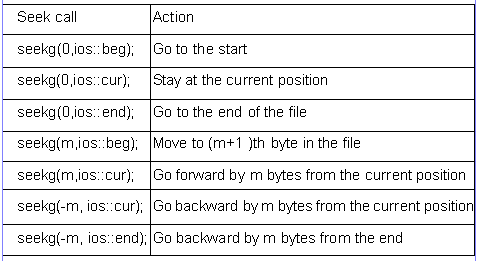 Seek call Action
seekg(0,ios::beg); Go to the start
seekg(0,ios::cur); Stay at the current position
seekg(0,ios::end); Go to the end of the file
seekg(m,ios::beg); Move to (m+1 )th byte in the file
seekg(m,ios::cur); Go forward by m bytes from the current position
seekg(-m, ios::cur); Go backward by m bytes from the current position
seekg(-m, ios::end); Go backward by m bytes from the end